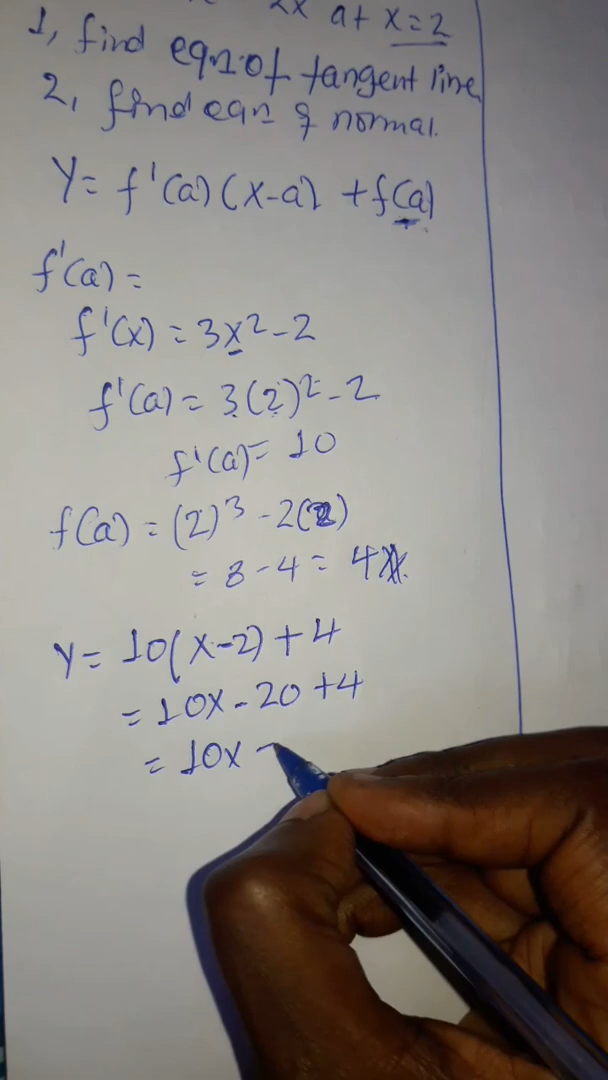 2x at x=2
1, find eqn of tangent line
2, find eqn of normal.
Y= f'(a)(x-a) +f(a)
f'(a)=
f'(x) = 3x²-2
f'(a)= 3(2)²-2
f'(a)= 10
f(a) = (2)³ -2(2)
= 8-4= 4
Y= 10(x-2)+4
= 10x-20+4
= 10x -